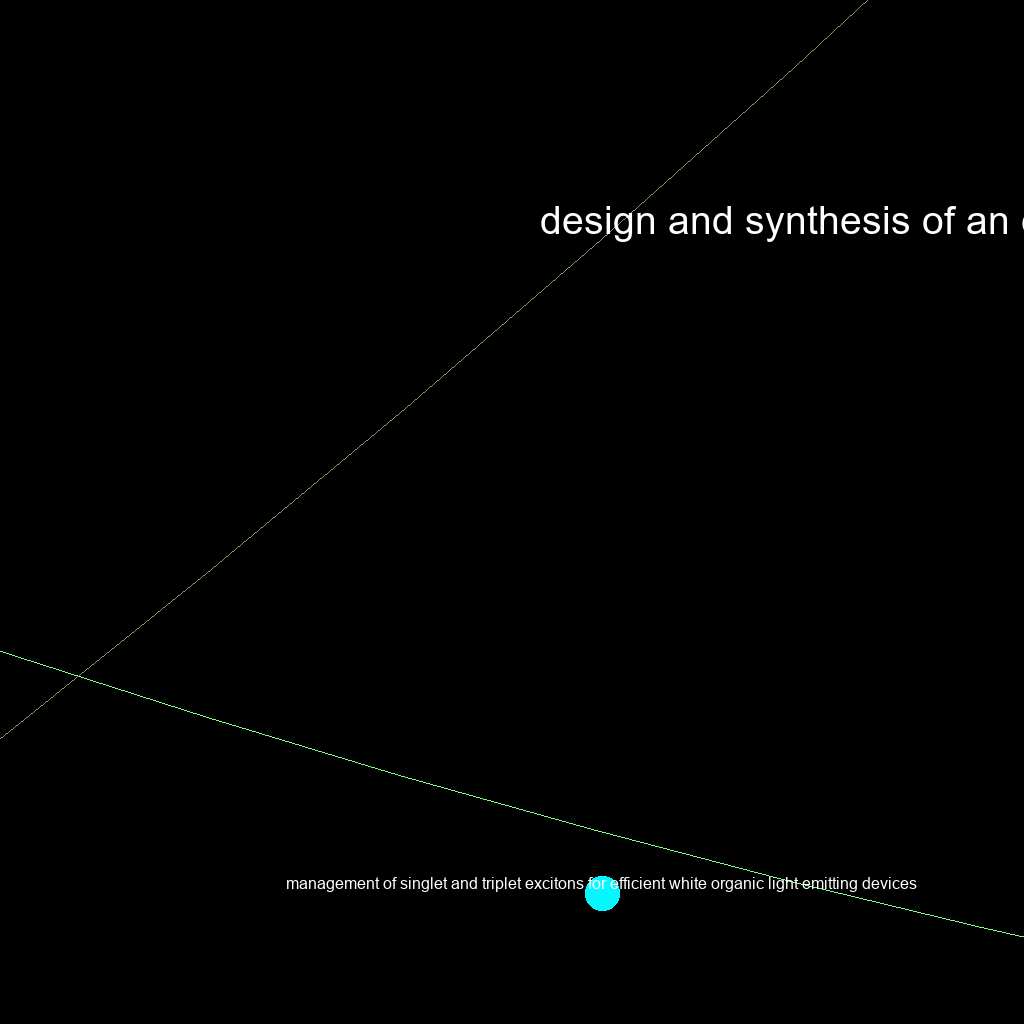 design and synthesis of an
management of singlet and triplet excitons for efficient white organic light emitting devices